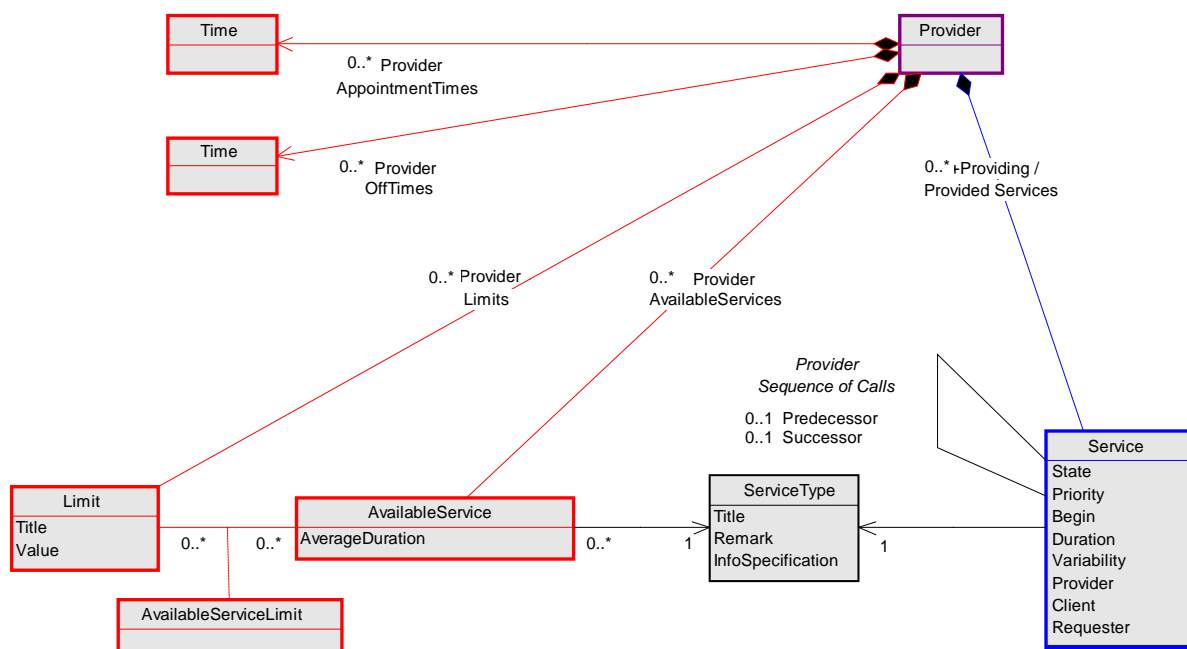 Time
Provider
0..* Provider
AppointmentTimes
Time
0..* Provider
OffTimes
0..* +Providing /
Provided Services
0..* Provider
Limits
0..* Provider
AvailableServices
Provider
Sequence of Calls
0..1 Predecessor
0..1 Successor
Service
State
Priority
Begin
Duration
Variability
Provider
Client
Requester
Limit
Title
Value
0..*
0..*
AvailableService
AverageDuration
0..*
1
ServiceType
Title
Remark
InfoSpecification
1
AvailableServiceLimit